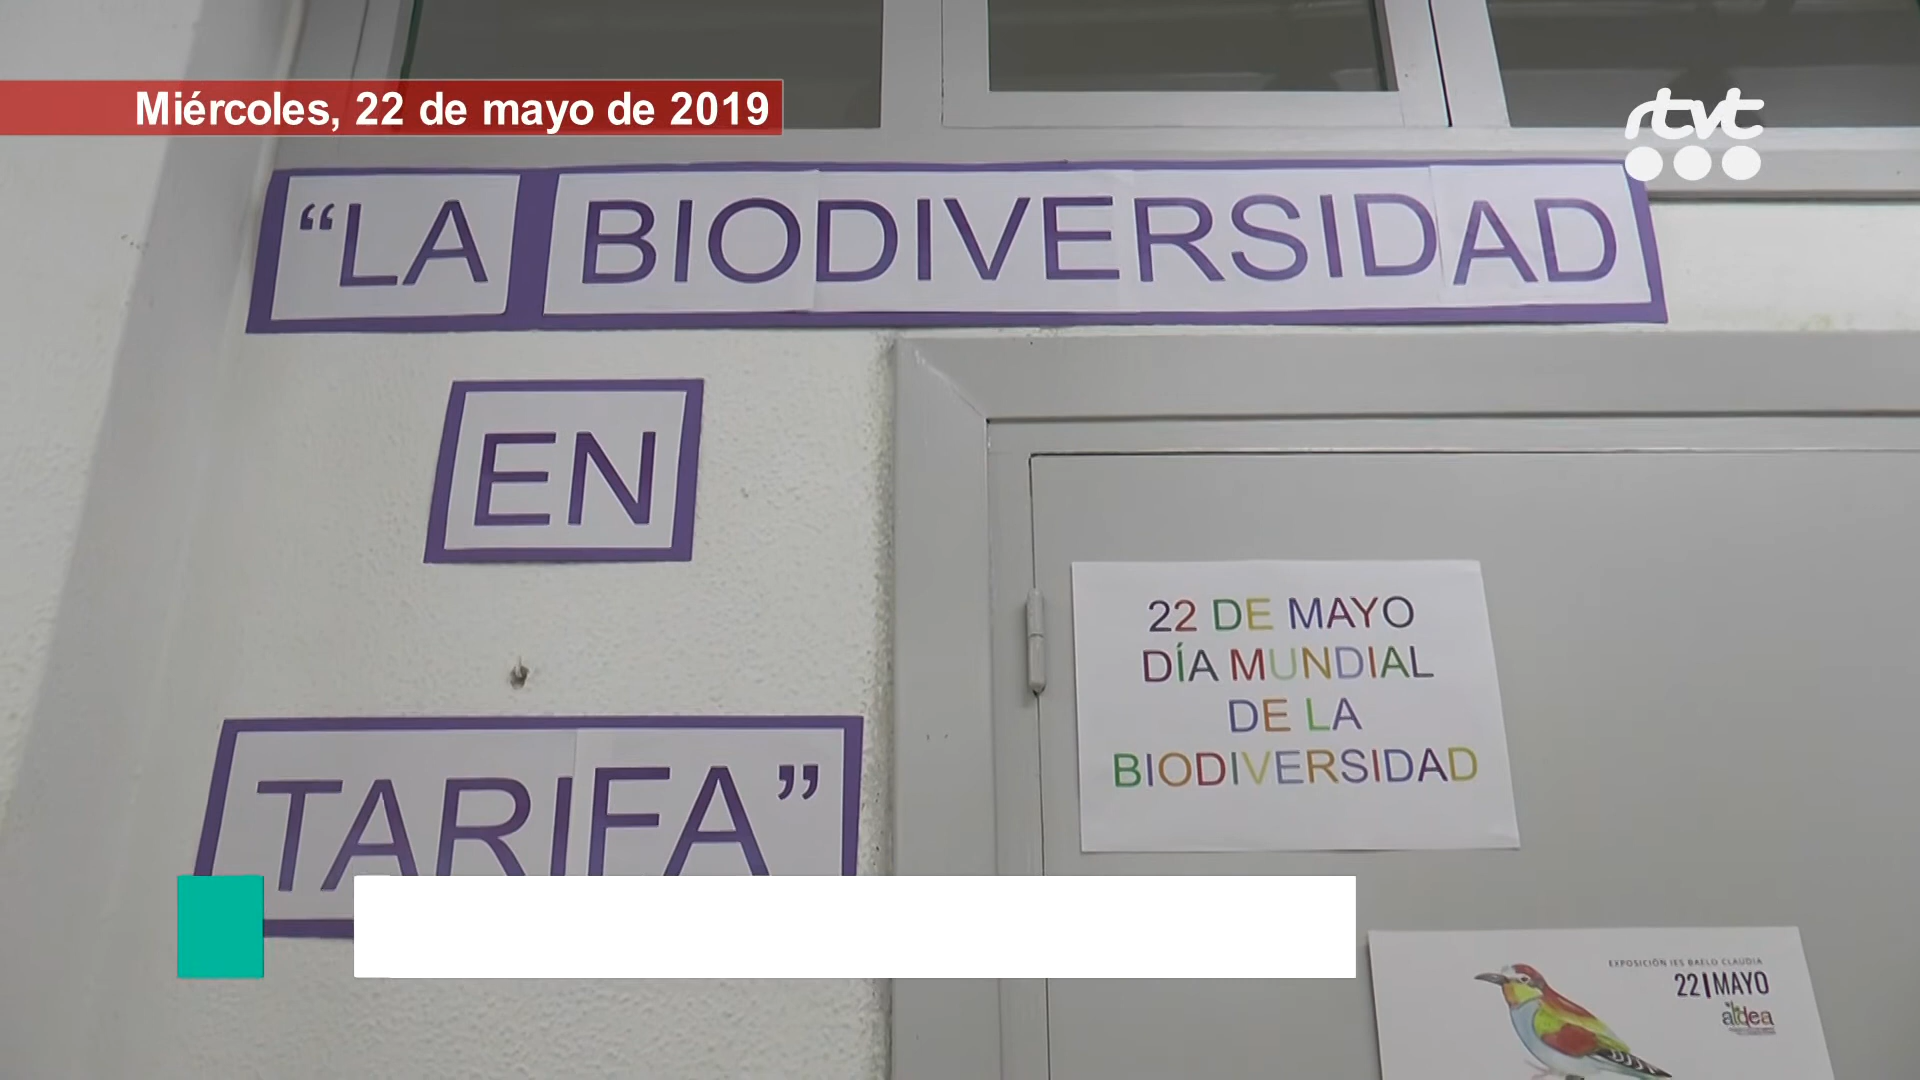 Miércoles, 22 de mayo de 2019
rtvt
“LA BIODIVERSIDAD
EN
TARIFA”
22 DE MAYO
DÍA MUNDIAL
DE LA
BIODIVERSIDAD
EXPOSICIÓN IES BAELO CLAUDIA
22|MAYO
aldea